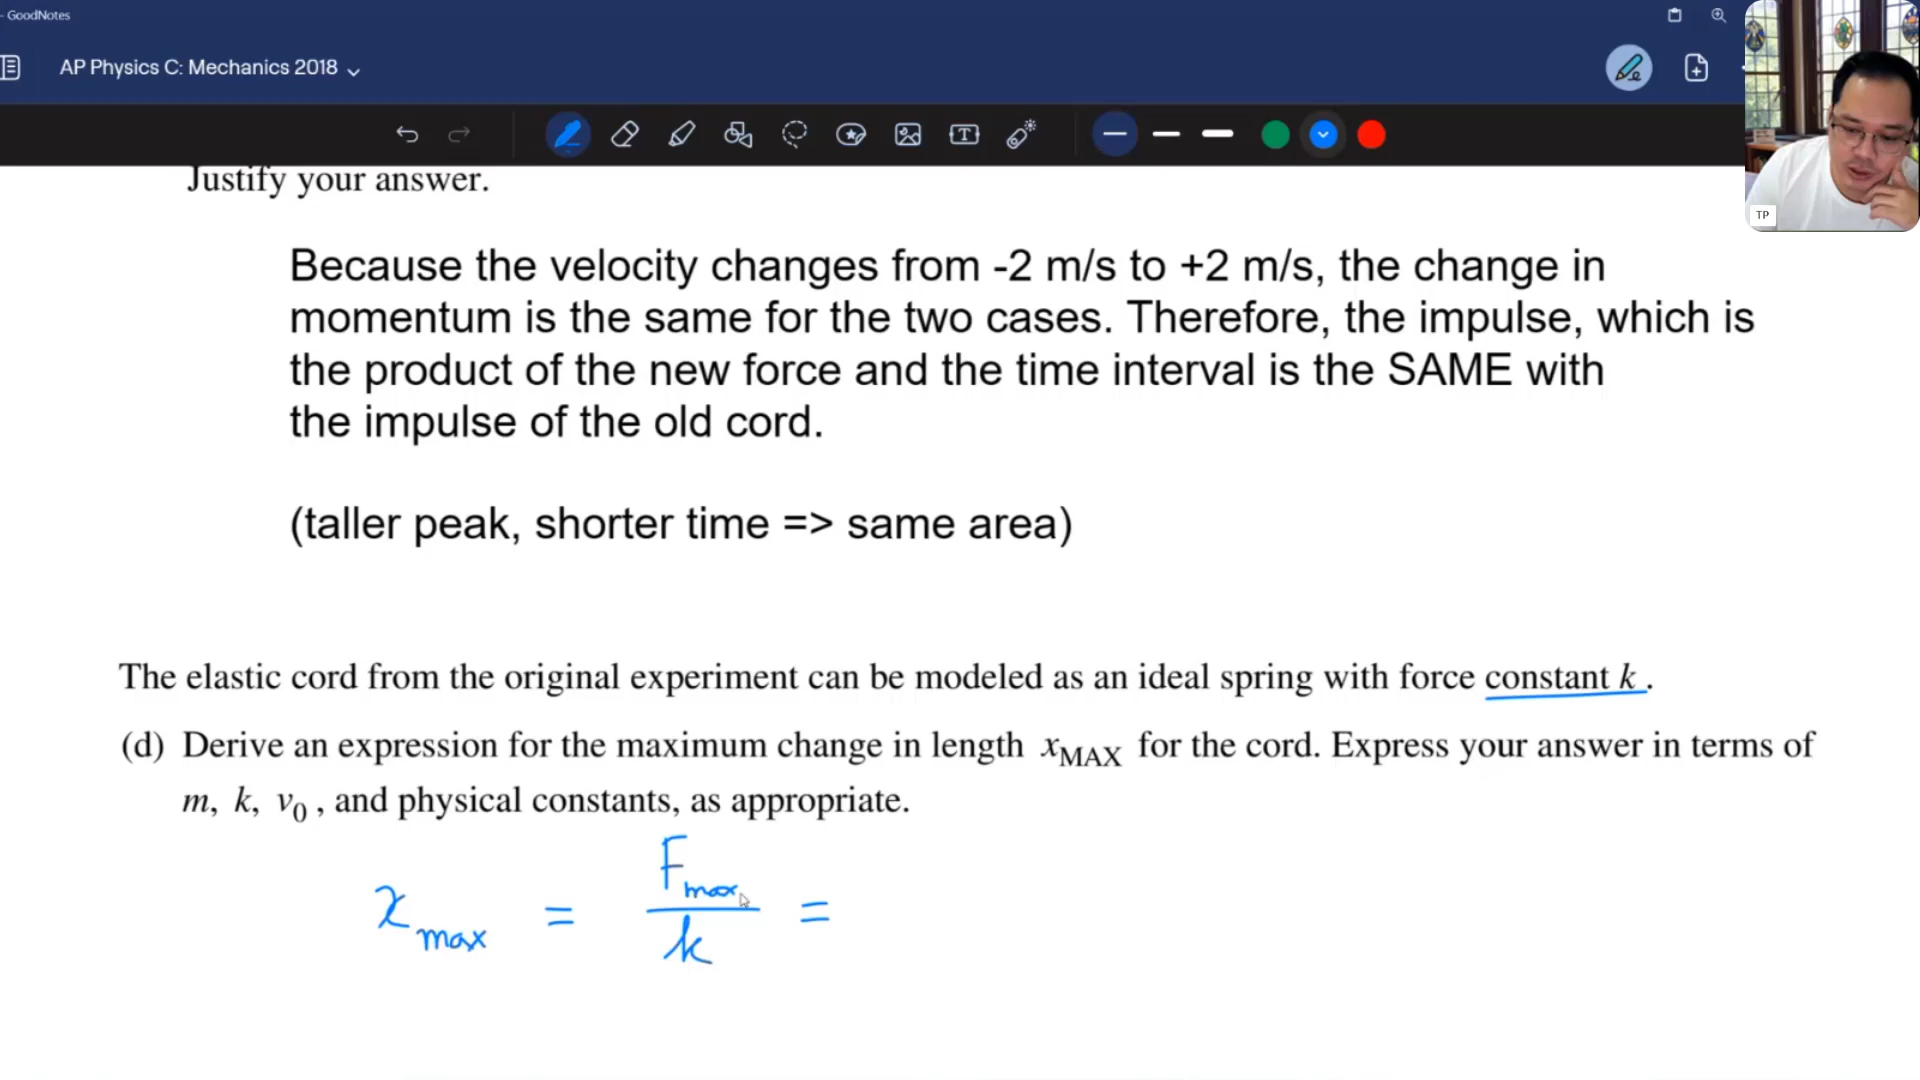 - GoodNotes
AP Physics C: Mechanics 2018
TP
Justify your answer.
Because the velocity changes from -2 m/s to +2 m/s, the change in
momentum is the same for the two cases. Therefore, the impulse, which is
the product of the new force and the time interval is the SAME with
the impulse of the old cord.
(taller peak, shorter time => same area)
The elastic cord from the original experiment can be modeled as an ideal spring with force constant k.
(d) Derive an expression for the maximum change in length xMAX for the cord. Express your answer in terms of
m, k, v0, and physical constants, as appropriate.
xmax = Fmax/k =